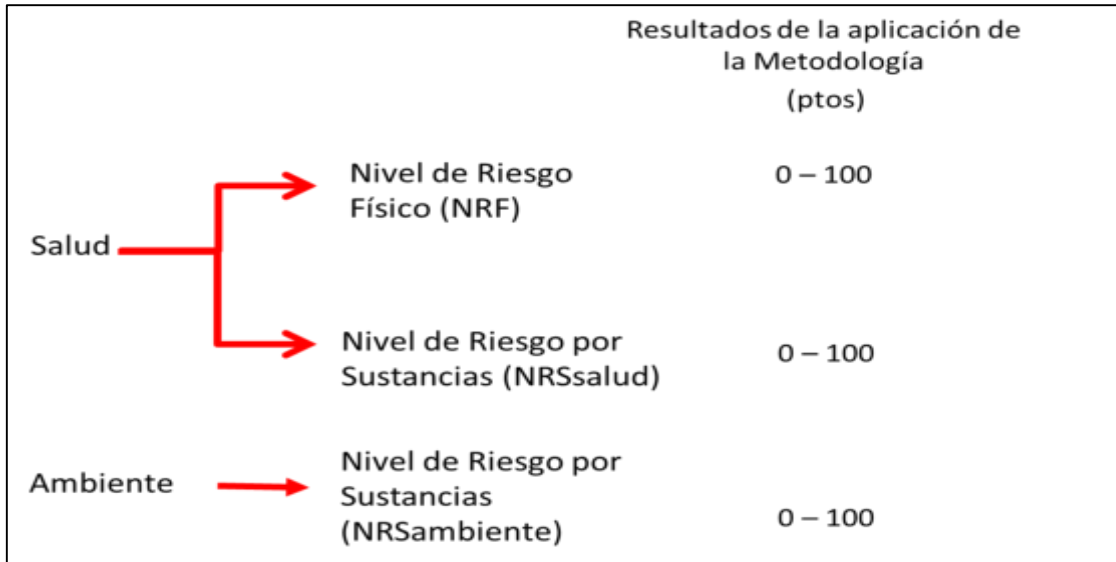 Resultados de la aplicación de
la Metodología
(ptos)
Nivel de Riesgo
Físico (NRF)
0 – 100
Salud
Nivel de Riesgo por
Sustancias (NRSsalud)
0 – 100
Ambiente
Nivel de Riesgo por
Sustancias
(NRSambiente)
0 – 100